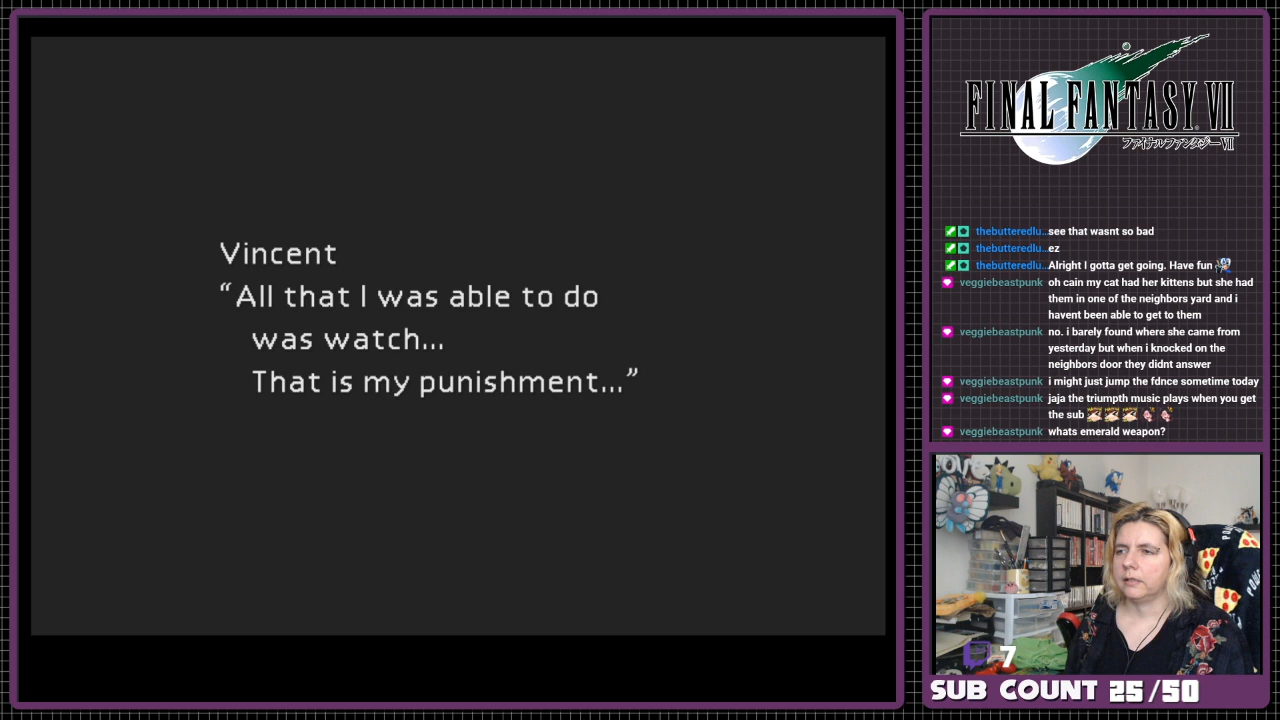 Vincent
“All that I was able to do
was watch...
That is my punishment...”
FINAL FANTASY VII
ファイナルファンタジーVII
thebutteredlu... see that wasnt so bad
thebutteredlu... ez
thebutteredlu... Alright I gotta get going. Have fun
veggiebeastpunk oh cain my cat had her kittens but she had
them in one of the neighbors yard and i
havent been able to get to them
veggiebeastpunk no. i barely found where she came from
yesterday but when i knocked on the
neighbors door they didnt answer
veggiebeastpunk i might just jump the fdnce sometime today
veggiebeastpunk jaja the triumpth music plays when you get
the sub
veggiebeastpunk whats emerald weapon?
7
SUB COUNT 25/50